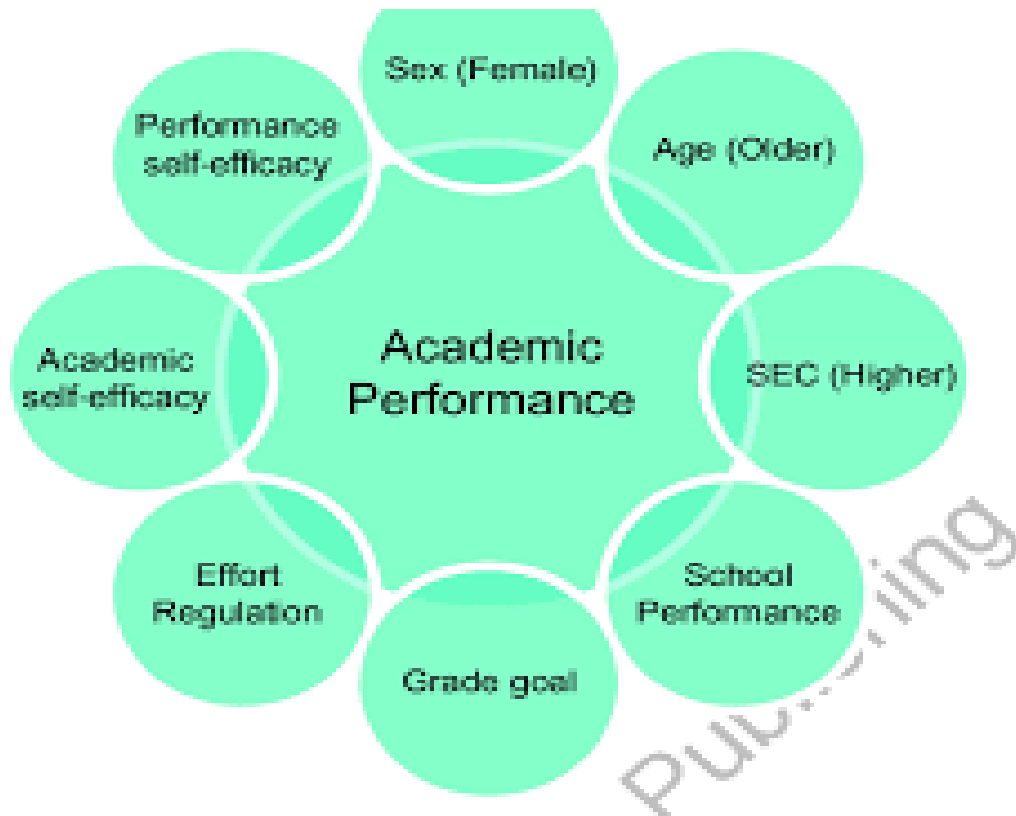 Sex (Female)
Age (Older)
SEC (Higher)
School
Performance
Grade goal
Effort
Regulation
Academic
self-efficacy
Performance
self-efficacy
Academic
Performance